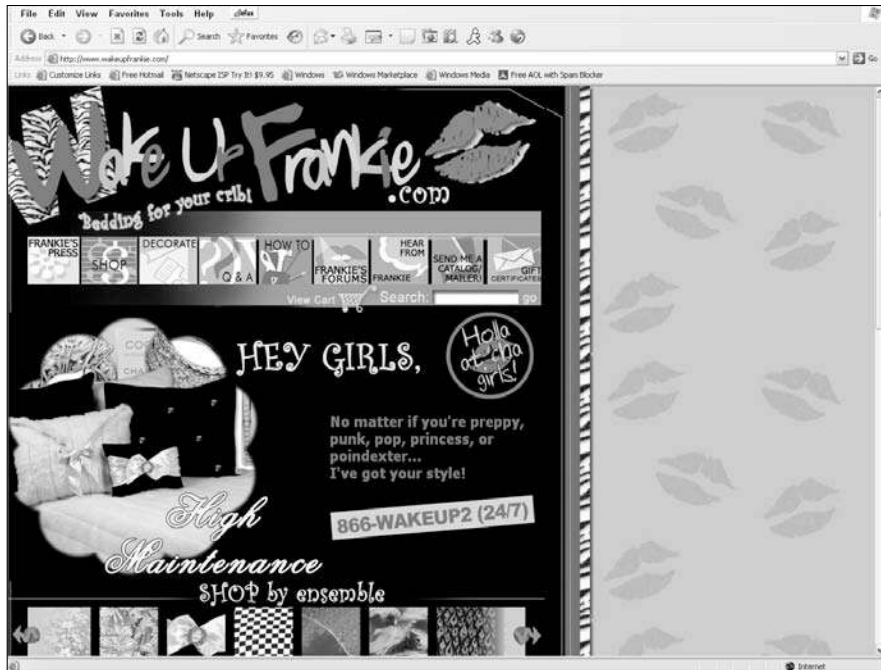 File Edit View Favorites Tools Help
Back Search Favorites
Address http://www.wakeupfrankie.com/ Go
Links Customize Links Free Hotmail Netscape ISP Try It! $9.95 Windows Windows Marketplace Windows Media Free AOL with Spam Blocker
Wake Up Frankie
.com
Bedding for your crib!
FRANKIE'S PRESS
SHOP
DECORATE
Q & A
HOW TO
FRANKIE'S FORUMS
HEAR FROM FRANKIE
SEND ME A CATALOG/ MAILER!
GIFT CERTIFICATES
View Cart Search: go
HEY GIRLS,
Holla
at cha
girls!
No matter if you're preppy,
punk, pop, princess, or
poindexter...
I've got your style!
866-WAKEUP2 (24/7)
High
Maintenance
SHOP by ensemble
Internet